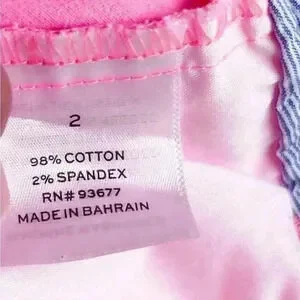 2
98% COTTON
2% SPANDEX
RN# 93677
MADE IN BAHRAIN